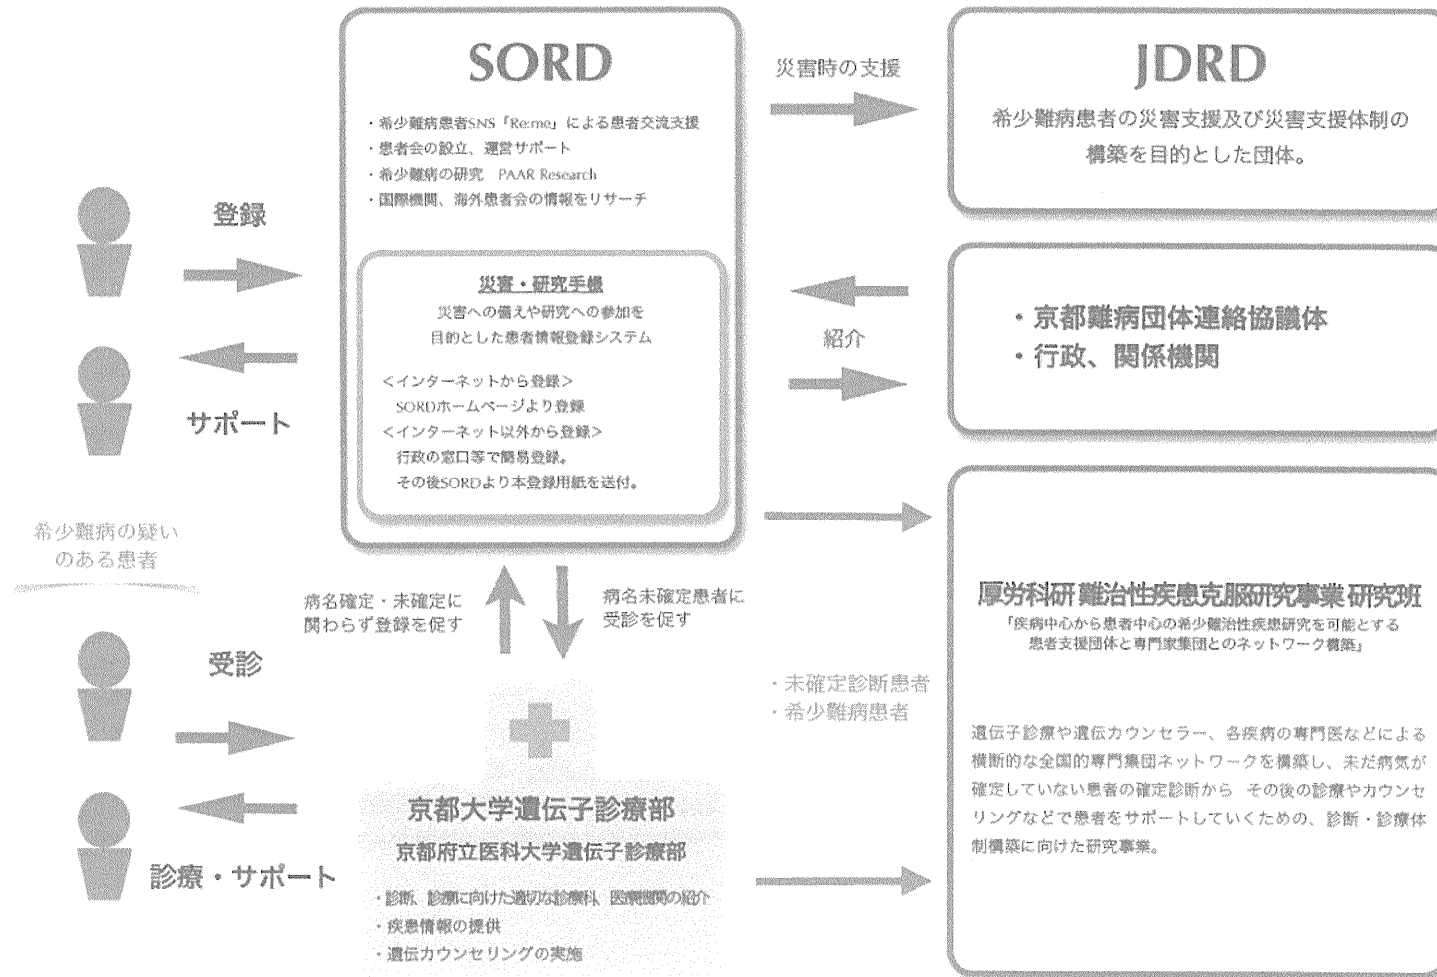 SORD
・希少難病患者SNS「Re:me」による患者交流支援
・患者会の設立、運営サポート
・希少難病の研究　PAAR Research
・国際機関、海外患者会の情報をリサーチ
災害・研究手帳
災害への備えや研究への参加を
目的とした患者情報登録システム
＜インターネットから登録＞
SORDホームページより登録
＜インターネット以外から登録＞
行政の窓口等で簡易登録。
その後SORDより本登録用紙を送付。
災害時の支援
JDRD
希少難病患者の災害支援及び災害支援体制の
構築を目的とした団体。
登録
サポート
紹介
・京都難病団体連絡協議体
・行政、関係機関
希少難病の疑い
のある患者
病名確定・未確定に
関わらず登録を促す
病名未確定患者に
受診を促す
受診
診療・サポート
京都大学遺伝子診療部
京都府立医科大学遺伝子診療部
・診断、診療に向けた適切な診療科、医療機関の紹介
・疾患情報の提供
・遺伝カウンセリングの実施
・未確定診断患者
・希少難病患者
厚労科研 難治性疾患克服研究事業 研究班
「疾病中心から患者中心の希少難治性疾患研究を可能とする
患者支援団体と専門家集団とのネットワーク構築」
遺伝子診療や遺伝カウンセラー、各疾病の専門医などによる
横断的な全国的専門集団ネットワークを構築し、未だ病気が
確定していない患者の確定診断から　その後の診療やカウンセ
リングなどで患者をサポートしていくための、診断・診療体
制構築に向けた研究事業。